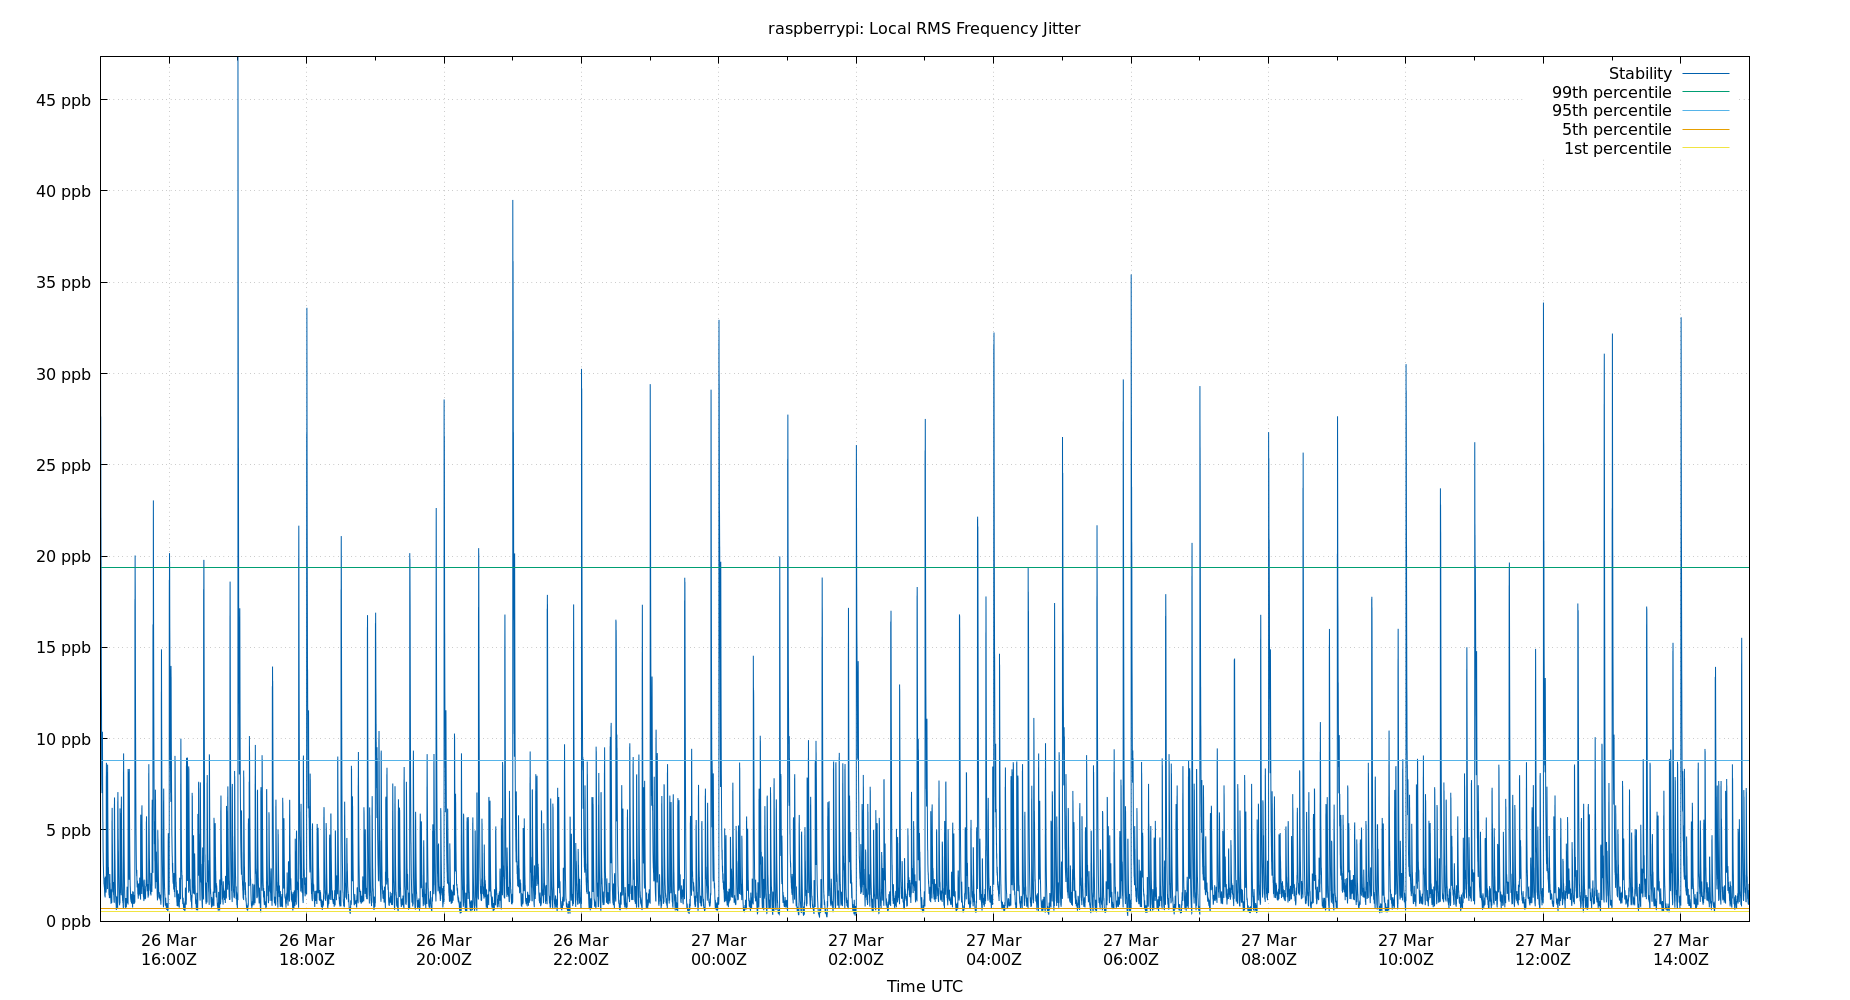 raspberrypi: Local RMS Frequency Jitter
Stability
99th percentile
95th percentile
5th percentile
1st percentile
45 ppb
40 ppb
35 ppb
30 ppb
25 ppb
20 ppb
15 ppb
10 ppb
5 ppb
0 ppb
26 Mar 26 Mar 26 Mar 26 Mar 27 Mar 27 Mar 27 Mar 27 Mar 27 Mar 27 Mar 27 Mar 27 Mar
16:00Z 18:00Z 20:00Z 22:00Z 00:00Z 02:00Z 04:00Z 06:00Z 08:00Z 10:00Z 12:00Z 14:00Z
Time UTC